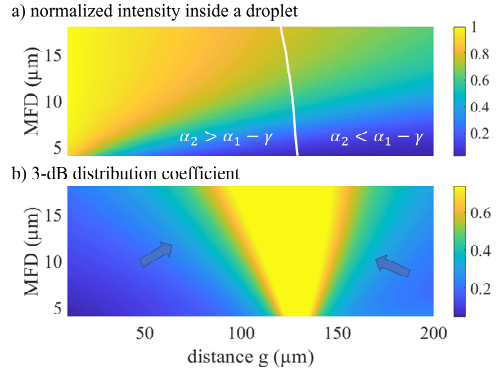 a) normalized intensity inside a droplet
MFD (µm)
15
10
5
α₂ > α₁ − γ
α₂ < α₁ − γ
1
0.8
0.6
0.4
0.2
b) 3-dB distribution coefficient
MFD (µm)
15
10
5
0.6
0.4
0.2
50
100
150
200
distance g (µm)